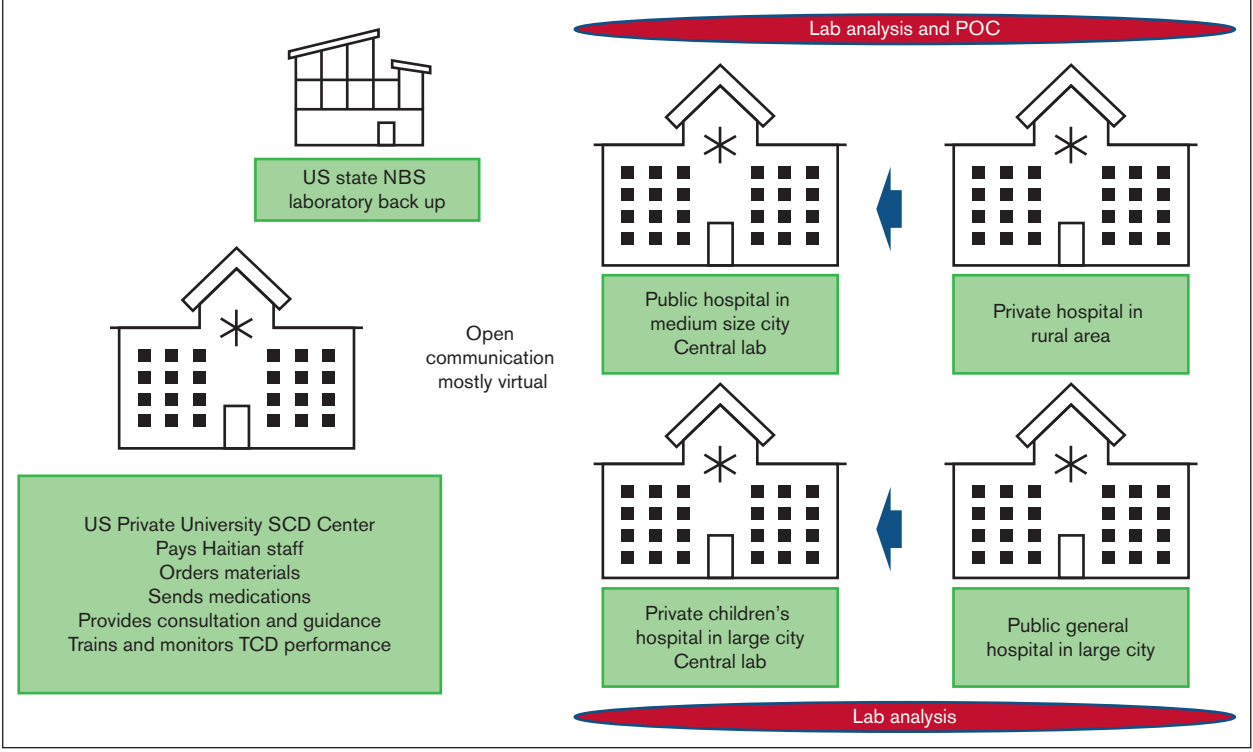 Lab analysis and POC
US state NBS
laboratory back up
Public hospital in
medium size city
Central lab
Private hospital in
rural area
Open
communication
mostly virtual
US Private University SCD Center
Pays Haitian staff
Orders materials
Sends medications
Provides consultation and guidance
Trains and monitors TCD performance
Private children’s
hospital in large city
Central lab
Public general
hospital in large city
Lab analysis